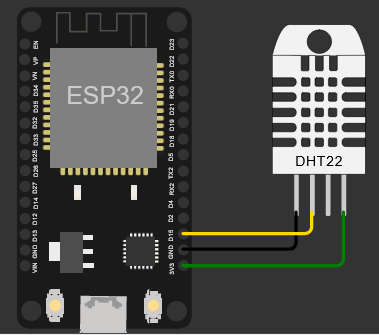 ESP32
DHT22
EN
VP
VN
D34
D35
D32
D33
D25
D26
D27
D14
D12
D13
GND
VIN
D23
D22
TX0
RX0
D21
D19
D18
D5
TX2
RX2
D4
D2
D15
GND
3V3